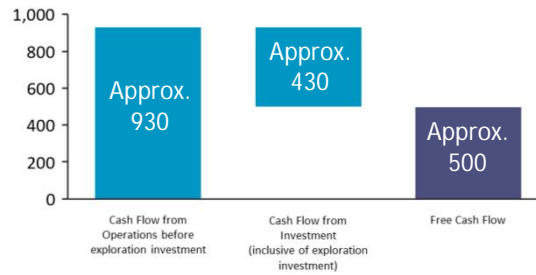 1,000
800
600
400
200
0
Approx.
930
Approx.
430
Approx.
500
Cash Flow from
Operations before
exploration investment
Cash Flow from
Investment
(inclusive of exploration
investment)
Free Cash Flow